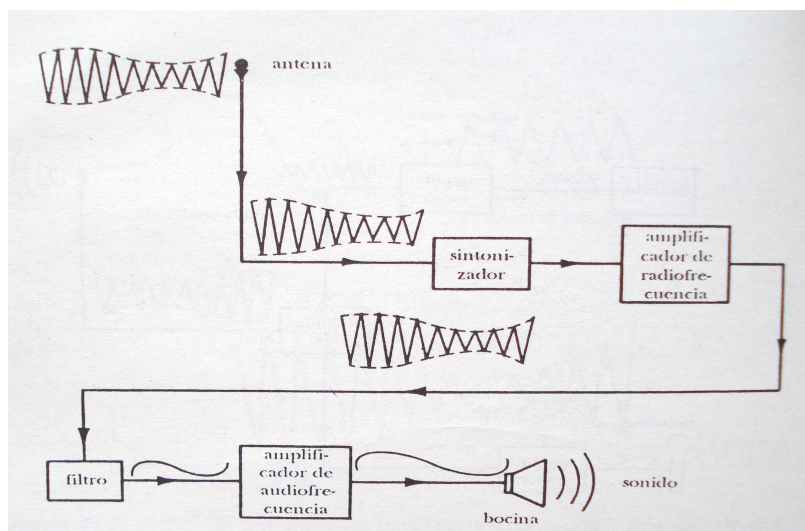 antena
sintoni-
zador
amplifi-
cador de
radiofre-
cuencia
filtro
amplifi-
cador de
audiofre-
cuencia
bocina
sonido